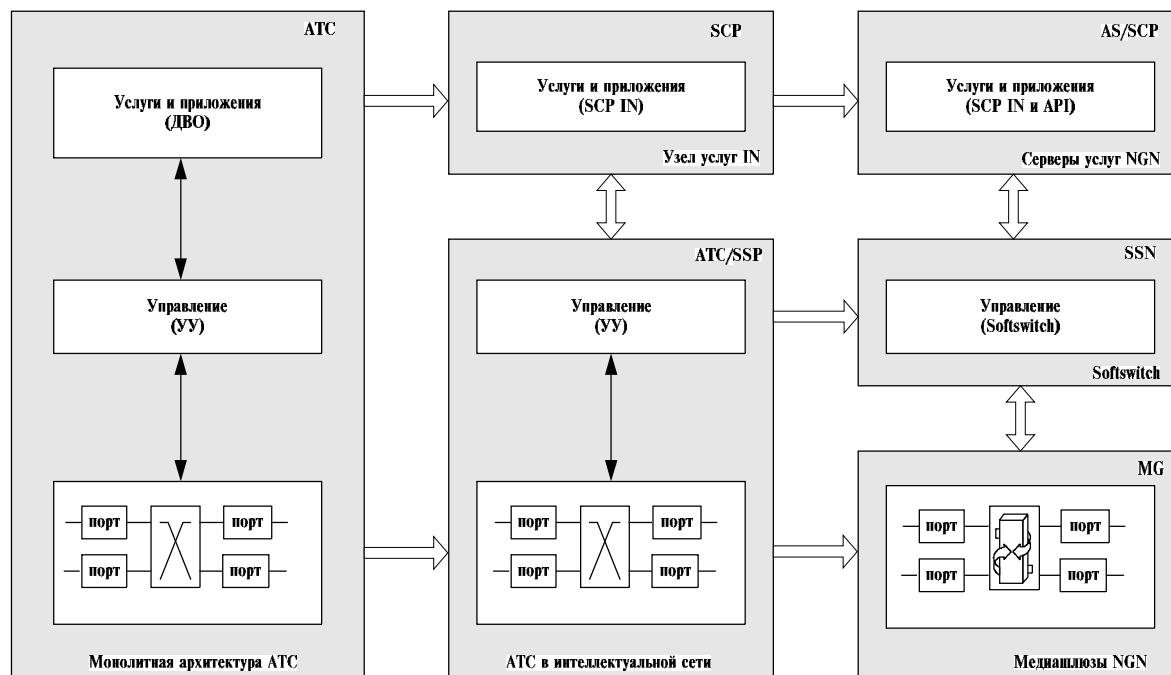 АТС
Услуги и приложения
(ДВО)
Управление
(УУ)
порт
порт
порт
порт
Монолитная архитектура АТС
SCP
Услуги и приложения
(SCP IN)
Узел услуг IN
АТС/SSP
Управление
(УУ)
порт
порт
порт
порт
АТС в интеллектуальной сети
AS/SCP
Услуги и приложения
(SCP IN и API)
Серверы услуг NGN
SSN
Управление
(Softswitch)
Softswitch
MG
порт
порт
порт
порт
Медиашлюзы NGN